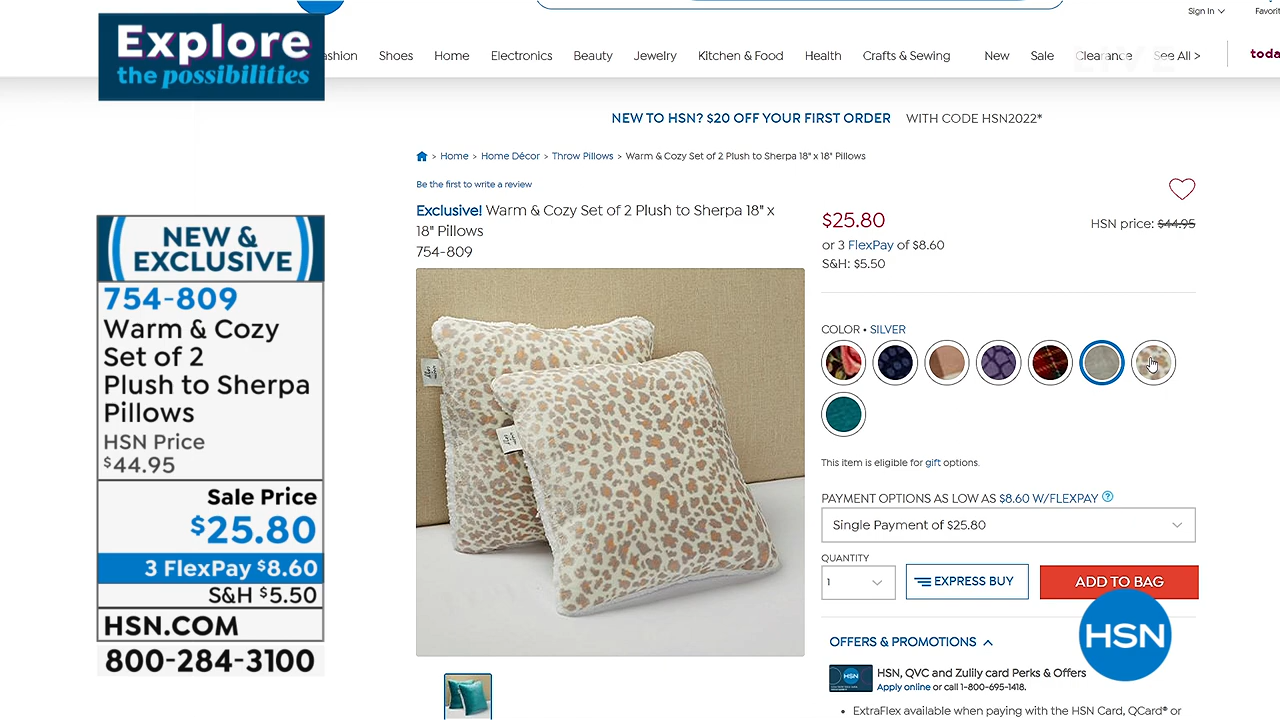 Explore
the possibilities
Sign In
Favorit
ashion
Shoes
Home
Electronics
Beauty
Jewelry
Kitchen & Food
Health
Crafts & Sewing
New
Sale
Clearance
See All >
toda
NEW TO HSN? $20 OFF YOUR FIRST ORDER WITH CODE HSN2022*
> Home > Home Décor > Throw Pillows > Warm & Cozy Set of 2 Plush to Sherpa 18" x 18" Pillows
Be the first to write a review
Exclusive! Warm & Cozy Set of 2 Plush to Sherpa 18" x
18" Pillows
754-809
$25.80
HSN price: $44.95
or 3 FlexPay of $8.60
S&H: $5.50
COLOR • SILVER
This item is eligible for gift options.
PAYMENT OPTIONS AS LOW AS $8.60 W/FLEXPAY ?
Single Payment of $25.80
QUANTITY
1
EXPRESS BUY
ADD TO BAG
OFFERS & PROMOTIONS
HSN
HSN, QVC and Zulily card Perks & Offers
Apply online or call 1-800-695-1418.
• ExtraFlex available when paying with the HSN Card, QCard® or
HSN
NEW &
EXCLUSIVE
754-809
Warm & Cozy
Set of 2
Plush to Sherpa
Pillows
HSN Price
$44.95
Sale Price
$25.80
3 FlexPay $8.60
S&H $5.50
HSN.COM
800-284-3100